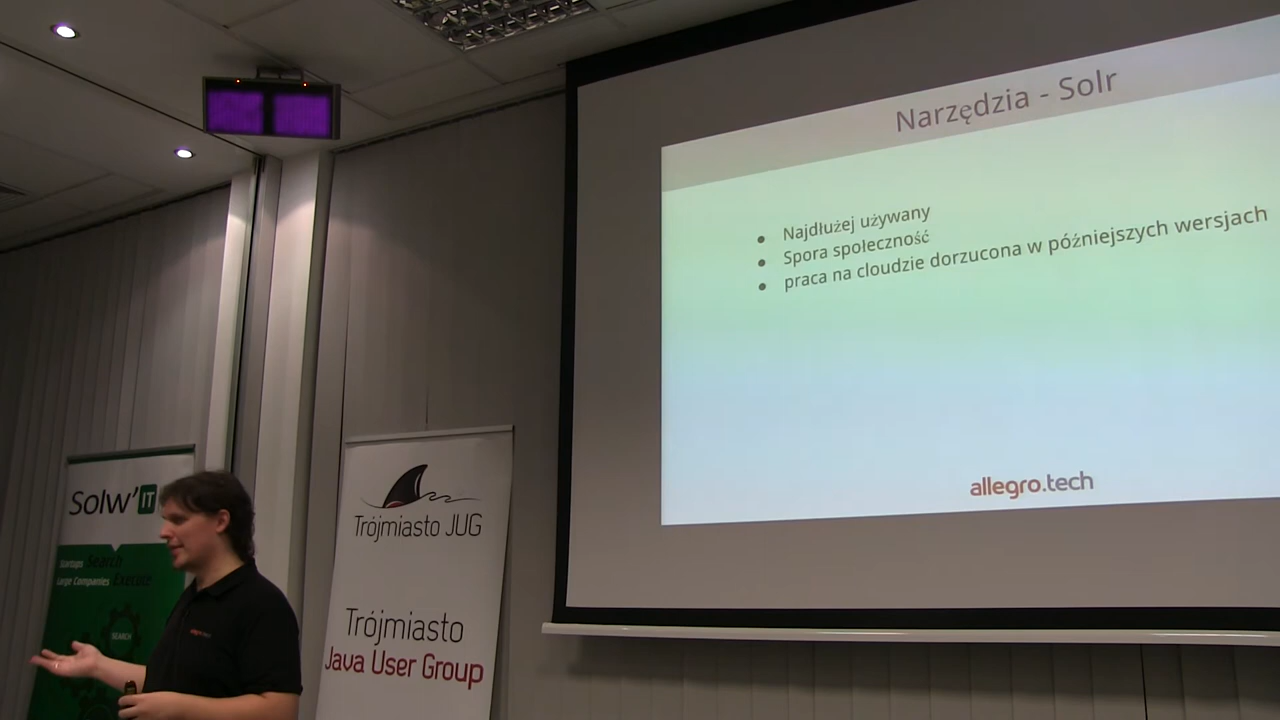 Narzędzia - Solr
Najdłużej używany
Spora społeczność
praca na cloudzie dorzucona w późniejszych wersjach
allegro.tech
Solw'IT
Startups Search
Large Companies Execute
SEARCH
Trójmiasto JUG
Trójmiasto
Java User Group